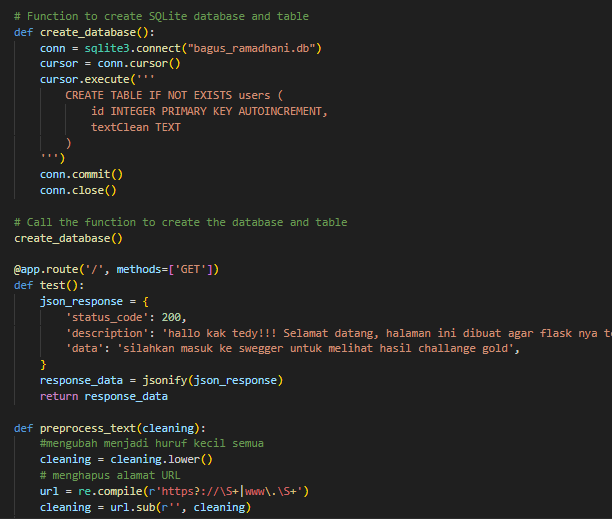 # Function to create SQLite database and table
def create_database():
    conn = sqlite3.connect("bagus_ramadhani.db")
    cursor = conn.cursor()
    cursor.execute('''
        CREATE TABLE IF NOT EXISTS users (
            id INTEGER PRIMARY KEY AUTOINCREMENT,
            textClean TEXT
        )
    ''')
    conn.commit()
    conn.close()

# Call the function to create the database and table
create_database()

@app.route('/', methods=['GET'])
def test():
    json_response = {
        'status_code': 200,
        'description': 'hallo kak tedy!!! Selamat datang, halaman ini dibuat agar flask nya
        'data': 'silahkan masuk ke swegger untuk melihat hasil challange gold',
    }
    response_data = jsonify(json_response)
    return response_data

def preprocess_text(cleaning):
    #mengubah menjadi huruf kecil semua
    cleaning = cleaning.lower()
    # menghapus alamat URL
    url = re.compile(r'https?://\S+|www\.\S+')
    cleaning = url.sub(r'', cleaning)